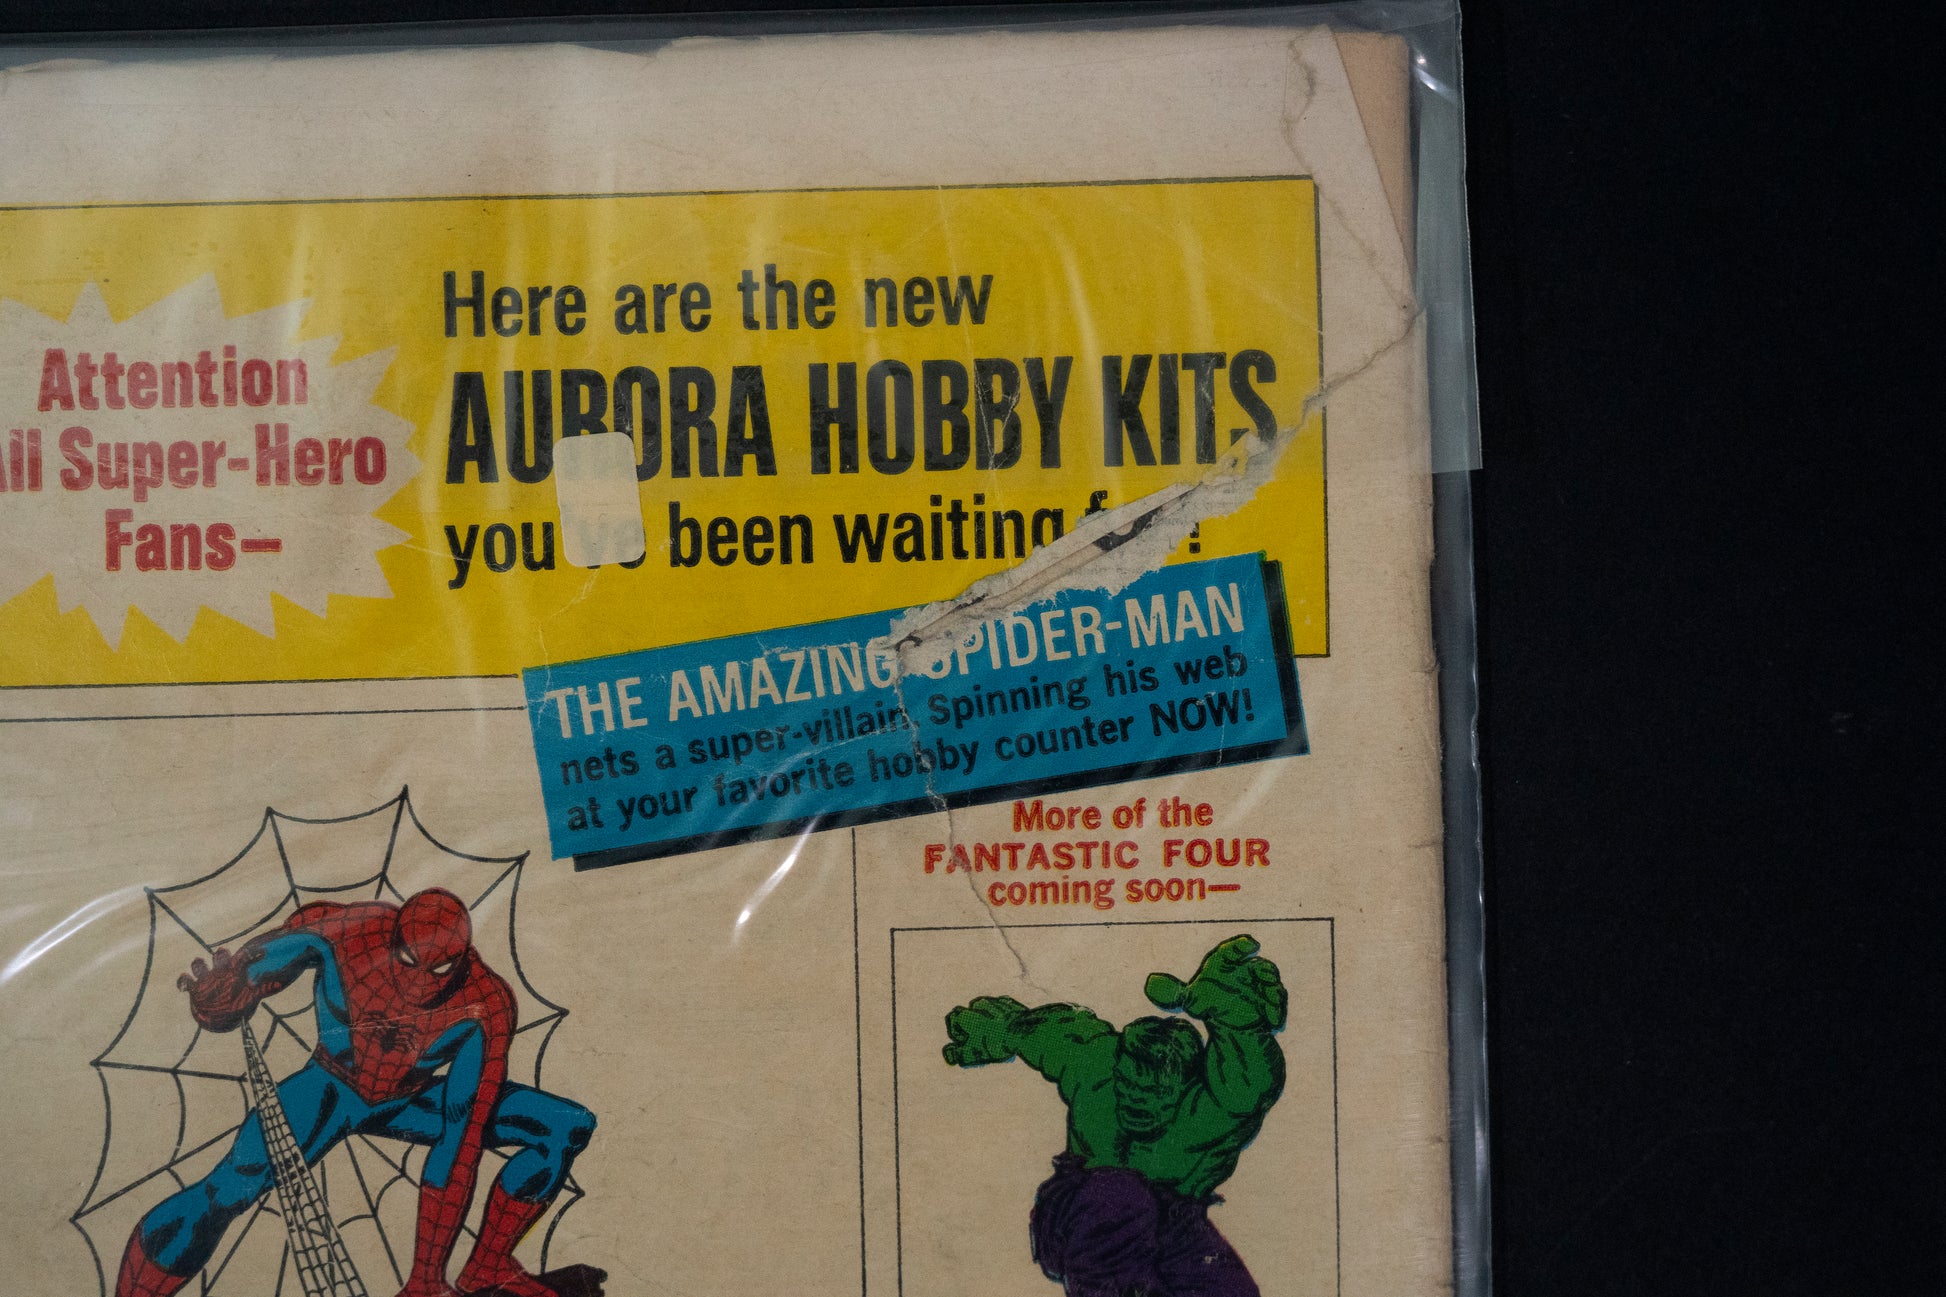 Attention
All Super-Hero
Fans—
Here are the new
AURORA HOBBY KITS
you've been waiting for!
THE AMAZING SPIDER-MAN
nets a super-villain. Spinning his web
at your favorite hobby counter NOW!
More of the
FANTASTIC FOUR
coming soon—